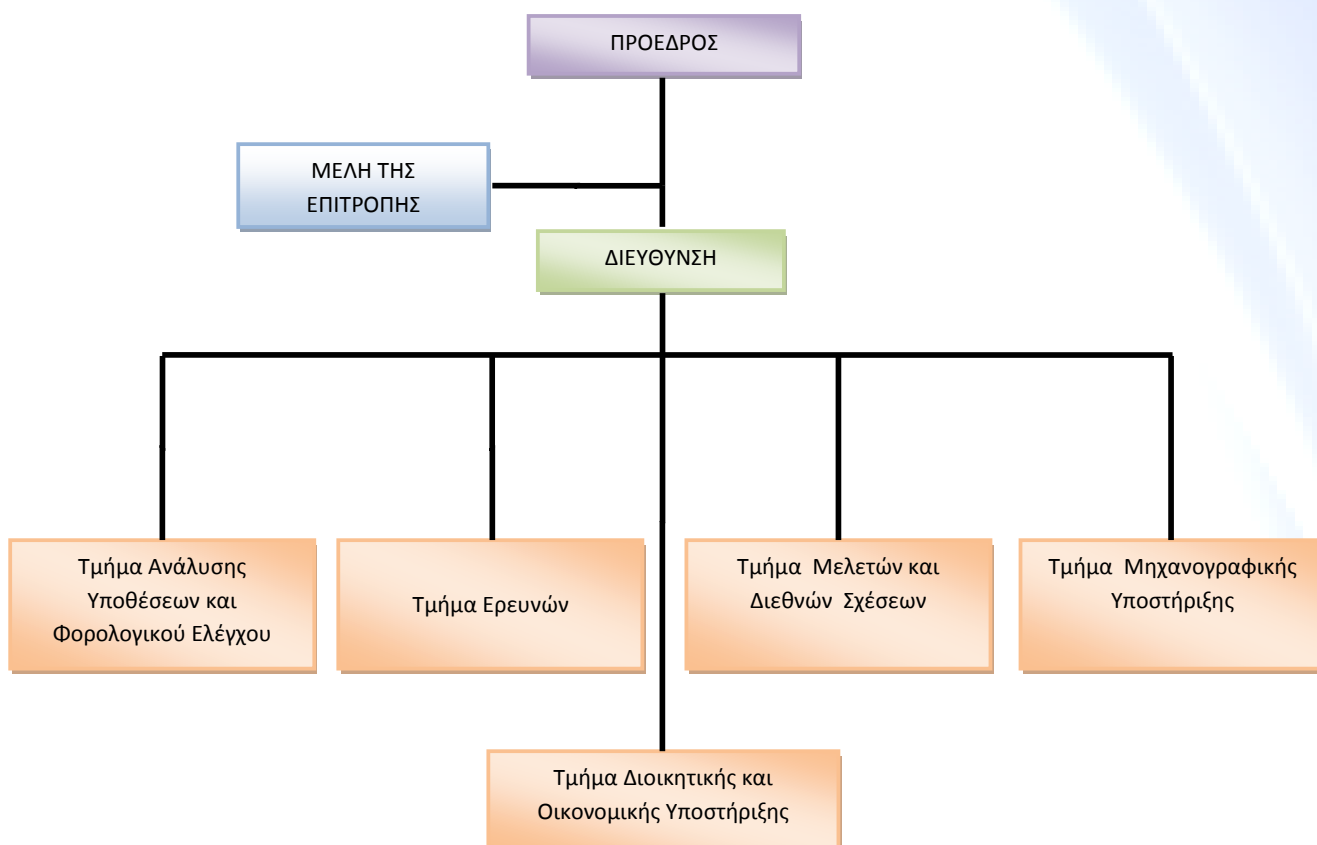 ΠΡΟΕΔΡΟΣ
ΜΕΛΗ ΤΗΣ
ΕΠΙΤΡΟΠΗΣ
ΔΙΕΥΘΥΝΣΗ
Τμήμα Ανάλυσης
Υποθέσεων και
Φορολογικού Ελέγχου
Τμήμα Ερευνών
Τμήμα Μελετών και
Διεθνών Σχέσεων
Τμήμα Μηχανογραφικής
Υποστήριξης
Τμήμα Διοικητικής και
Οικονομικής Υποστήριξης